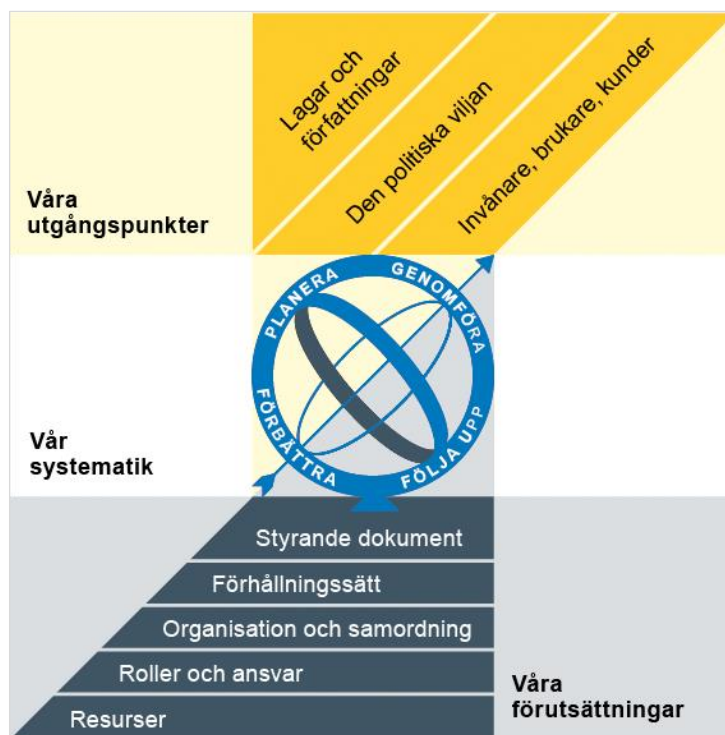 Lagar och
författningar
Den politiska viljan
Invånare, brukare, kunder
Våra
utgångspunkter
PLANERA
GENOMFÖRA
FÖLJA UPP
FÖRBÄTTRA
Vår
systematik
Styrande dokument
Förhållningssätt
Organisation och samordning
Roller och ansvar
Resurser
Våra
förutsättningar